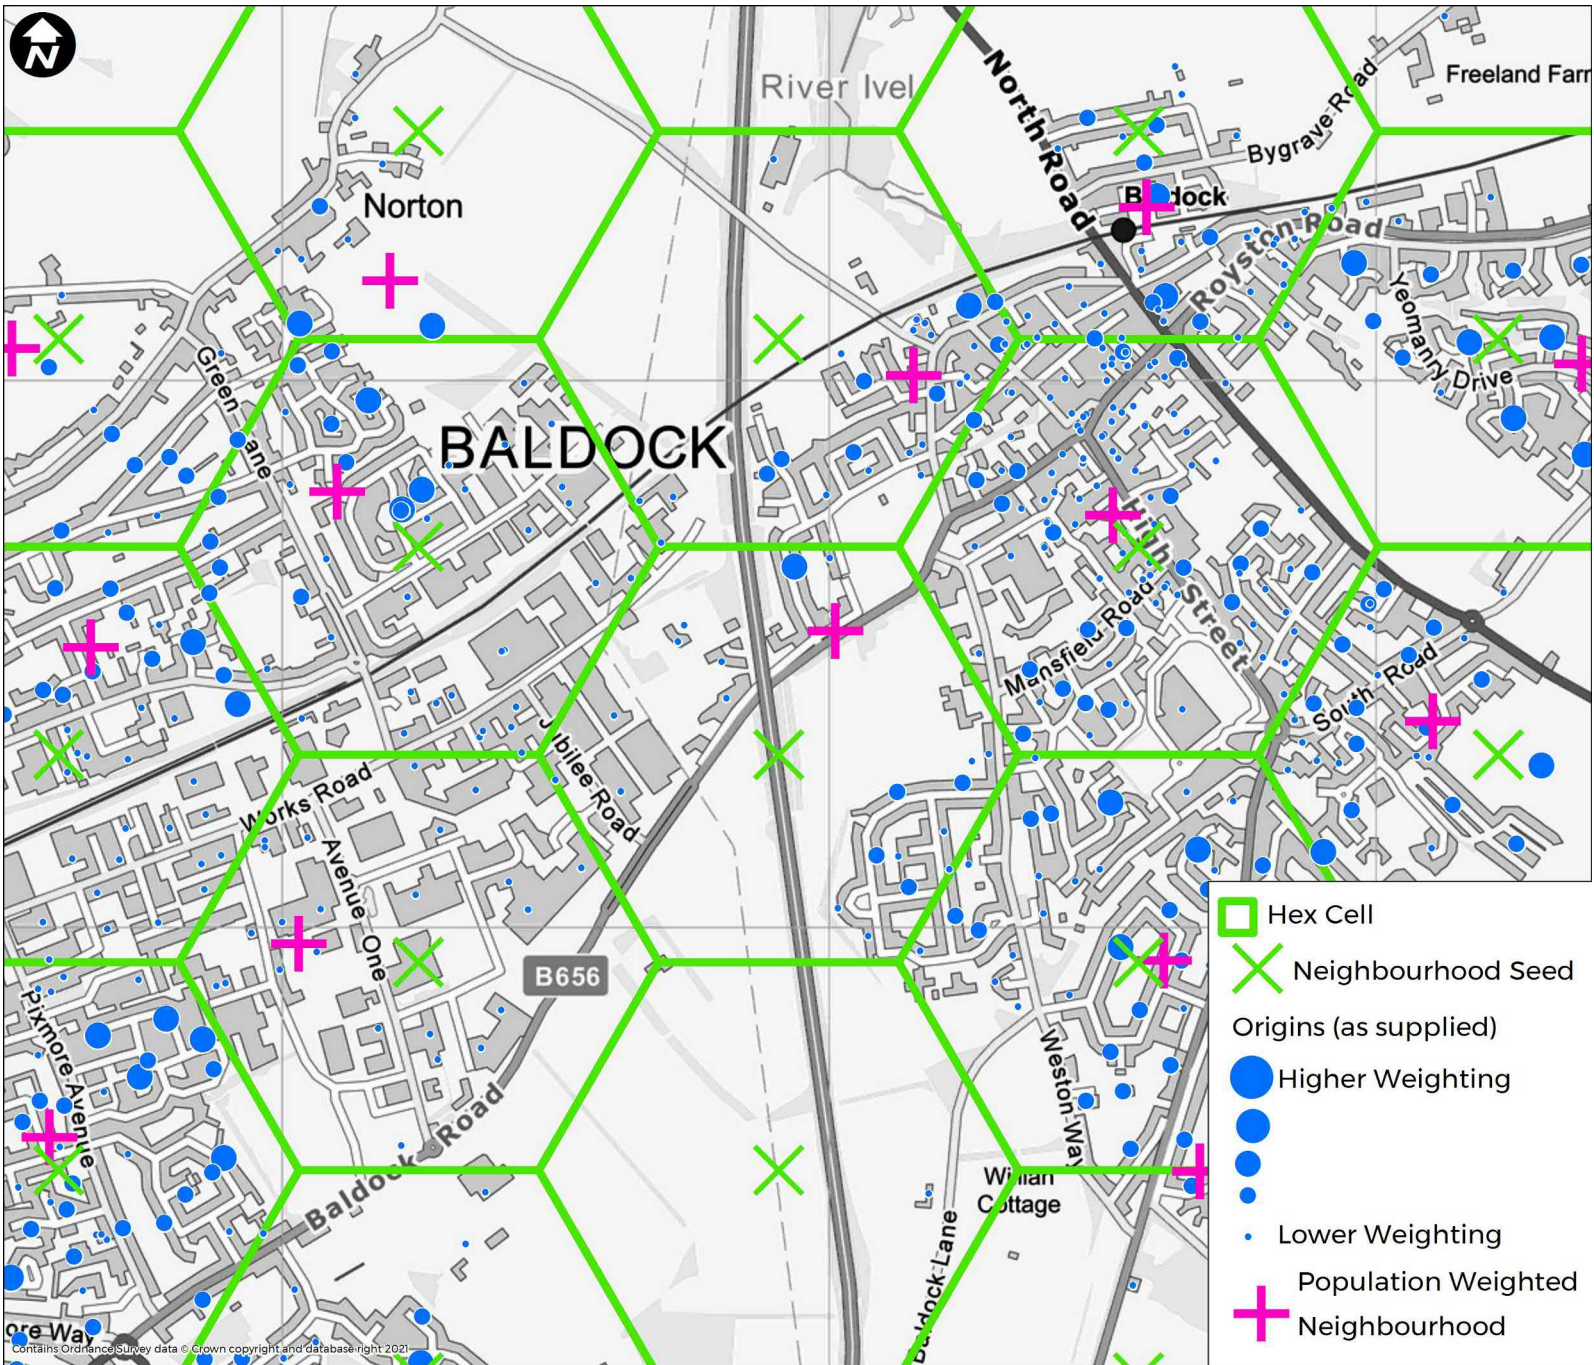 N
River Ivel
North Road
Freeland Farm
Bygrave Road
Norton
Baldock
Royston Road
Yeomanry Drive
Green Lane
BALDOCK
High Street
Mansfield Road
South Road
Jubilee Road
Works Road
Avenue One
B656
Pixmore Avenue
Weston Way
Baldock Road
Willian
Cottage
Baldock Lane
ore Way
Contains Ordnance Survey data © Crown copyright and database right 2021
Hex Cell
Neighbourhood Seed
Origins (as supplied)
Higher Weighting
Lower Weighting
Population Weighted
Neighbourhood